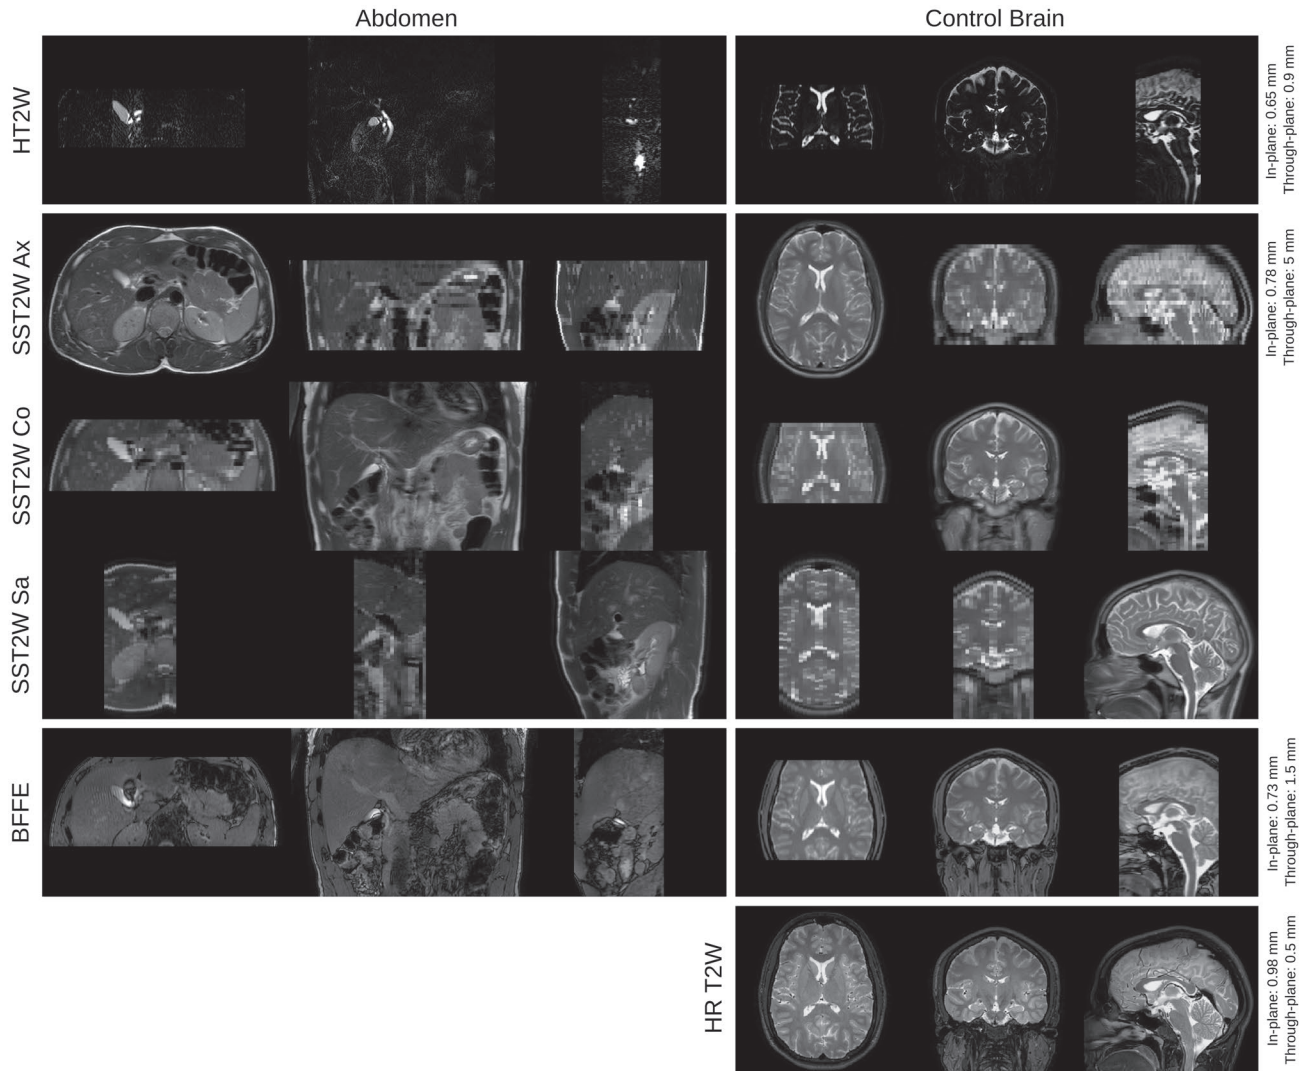 Abdomen
Control Brain
HT2W
In-plane: 0.65 mm
Through-plane: 0.9 mm
SST2W Ax
In-plane: 0.78 mm
Through-plane: 5 mm
SST2W Co
SST2W Sa
BFFE
In-plane: 0.73 mm
Through-plane: 1.5 mm
HR T2W
In-plane: 0.98 mm
Through-plane: 0.5 mm